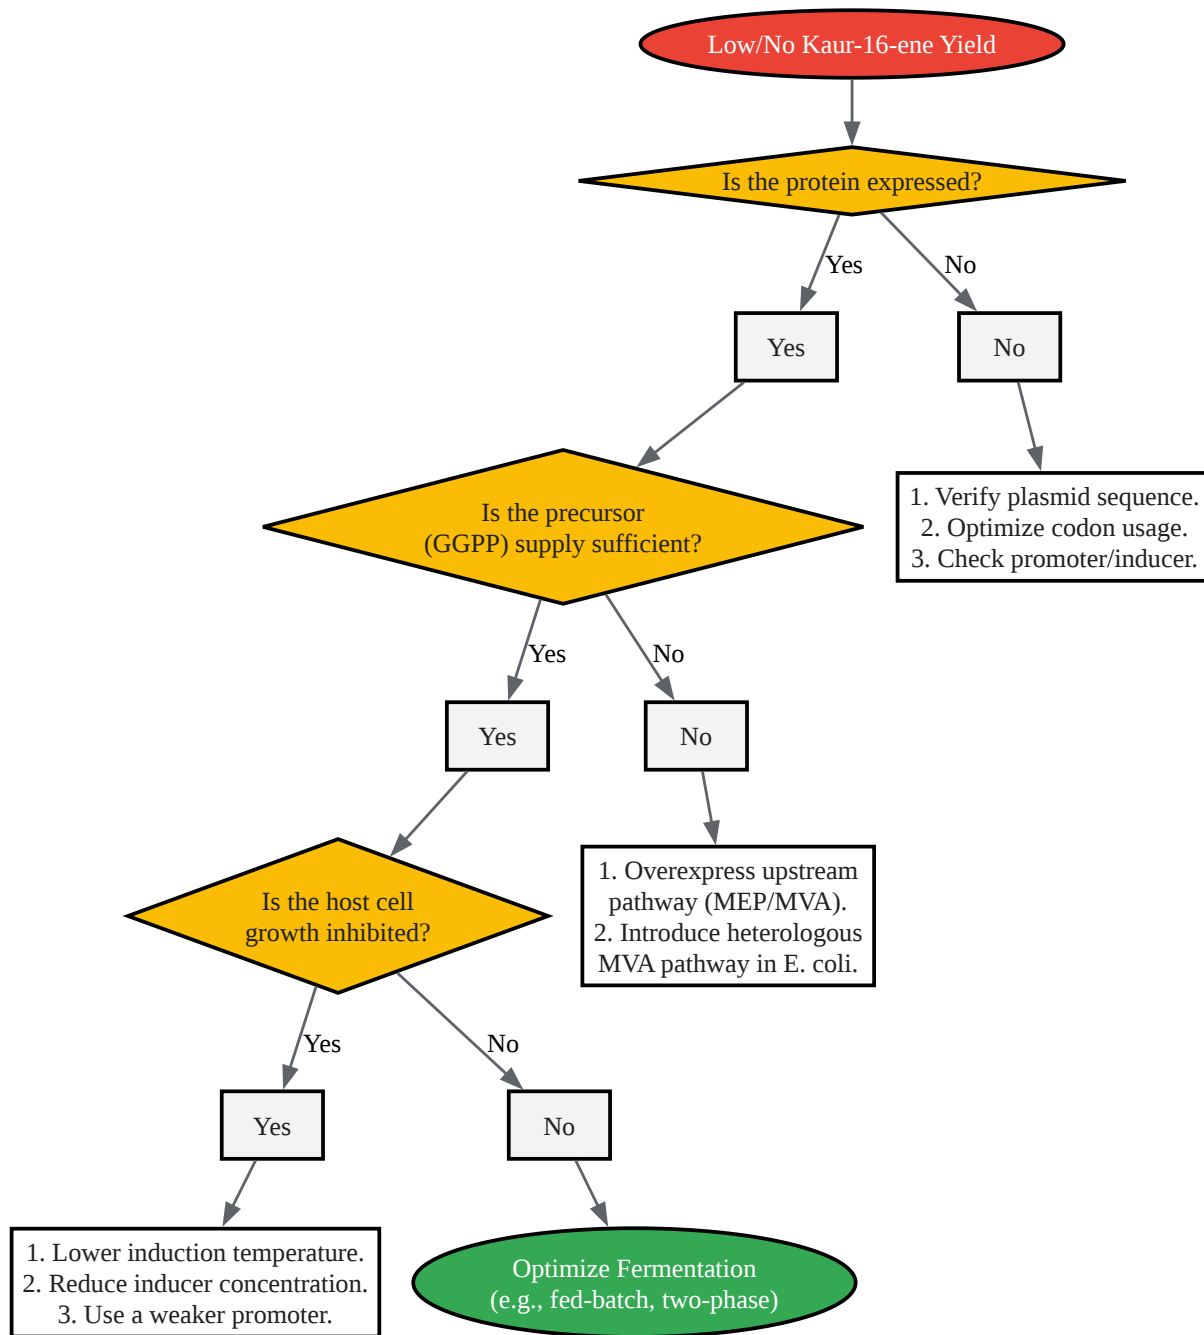 Low/No Kaur-16-ene Yield
Is the protein expressed?
Yes
No
Yes
No
1. Verify plasmid sequence.
2. Optimize codon usage.
3. Check promoter/inducer.
Is the precursor
(GGPP) supply sufficient?
Yes
No
Yes
No
1. Overexpress upstream
pathway (MEP/MVA).
2. Introduce heterologous
MVA pathway in E. coli.
Is the host cell
growth inhibited?
Yes
No
Yes
No
1. Lower induction temperature.
2. Reduce inducer concentration.
3. Use a weaker promoter.
Optimize Fermentation
(e.g., fed-batch, two-phase)